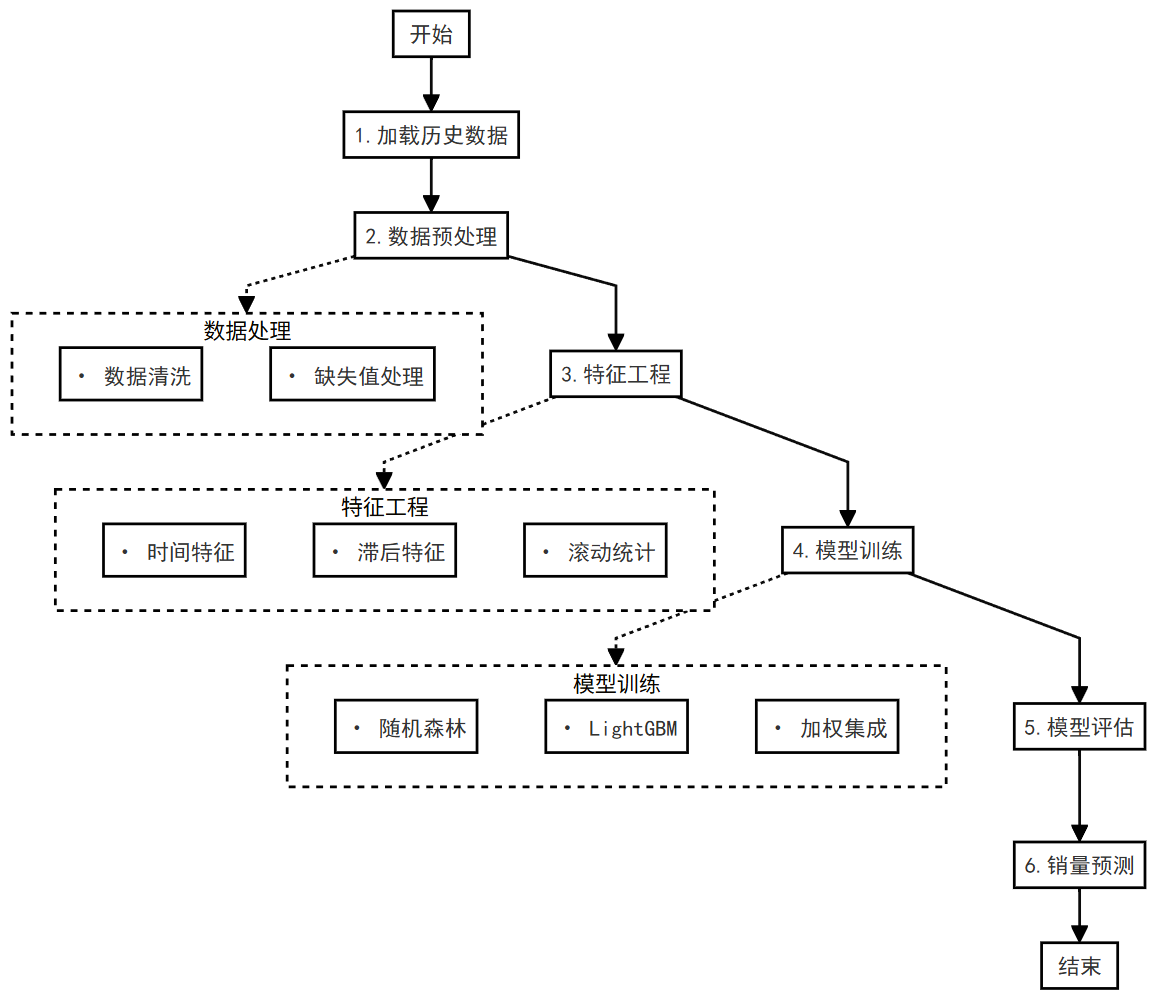 开始
1.加载历史数据
2.数据预处理
数据处理
• 数据清洗
• 缺失值处理
3.特征工程
特征工程
• 时间特征
• 滞后特征
• 滚动统计
4.模型训练
模型训练
• 随机森林
• LightGBM
• 加权集成
5.模型评估
6.销量预测
结束